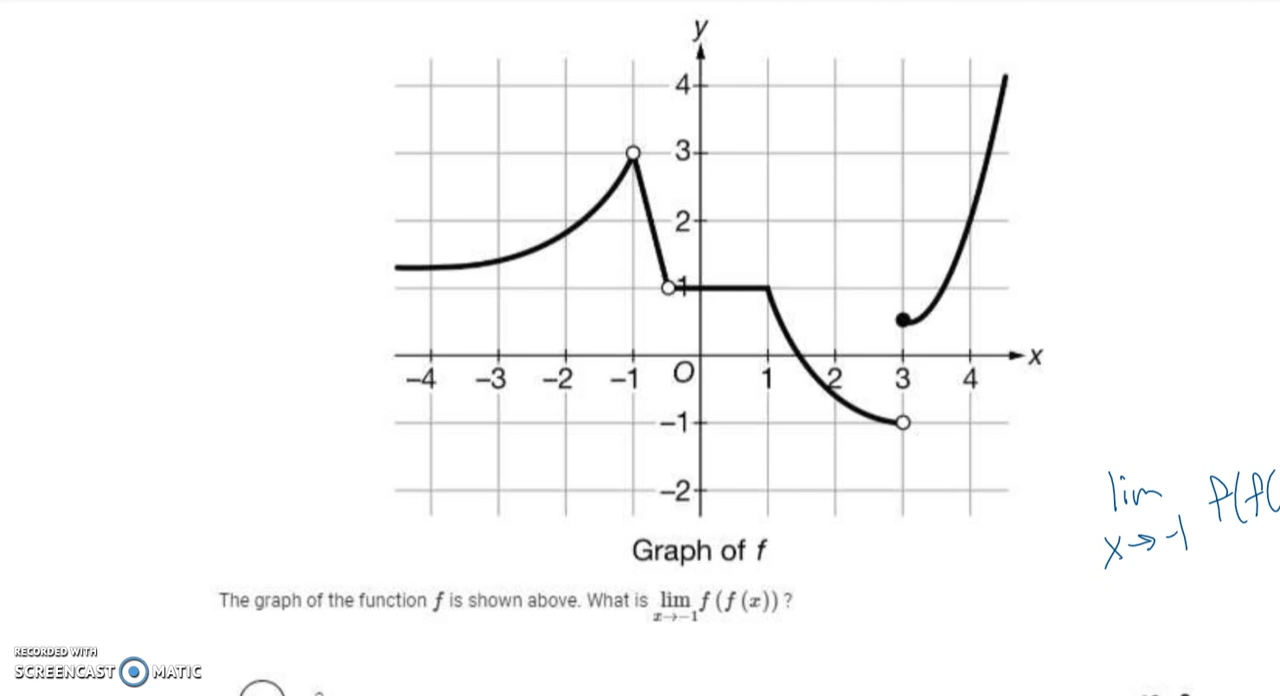 y
4
3
2
1
-4 -3 -2 -1 O 1 2 3 4 x
-1
-2
lim f(f(
x→-1
Graph of f
The graph of the function f is shown above. What is lim f(f(x))?
x→-1
RECORDED WITH
SCREENCAST MATIC